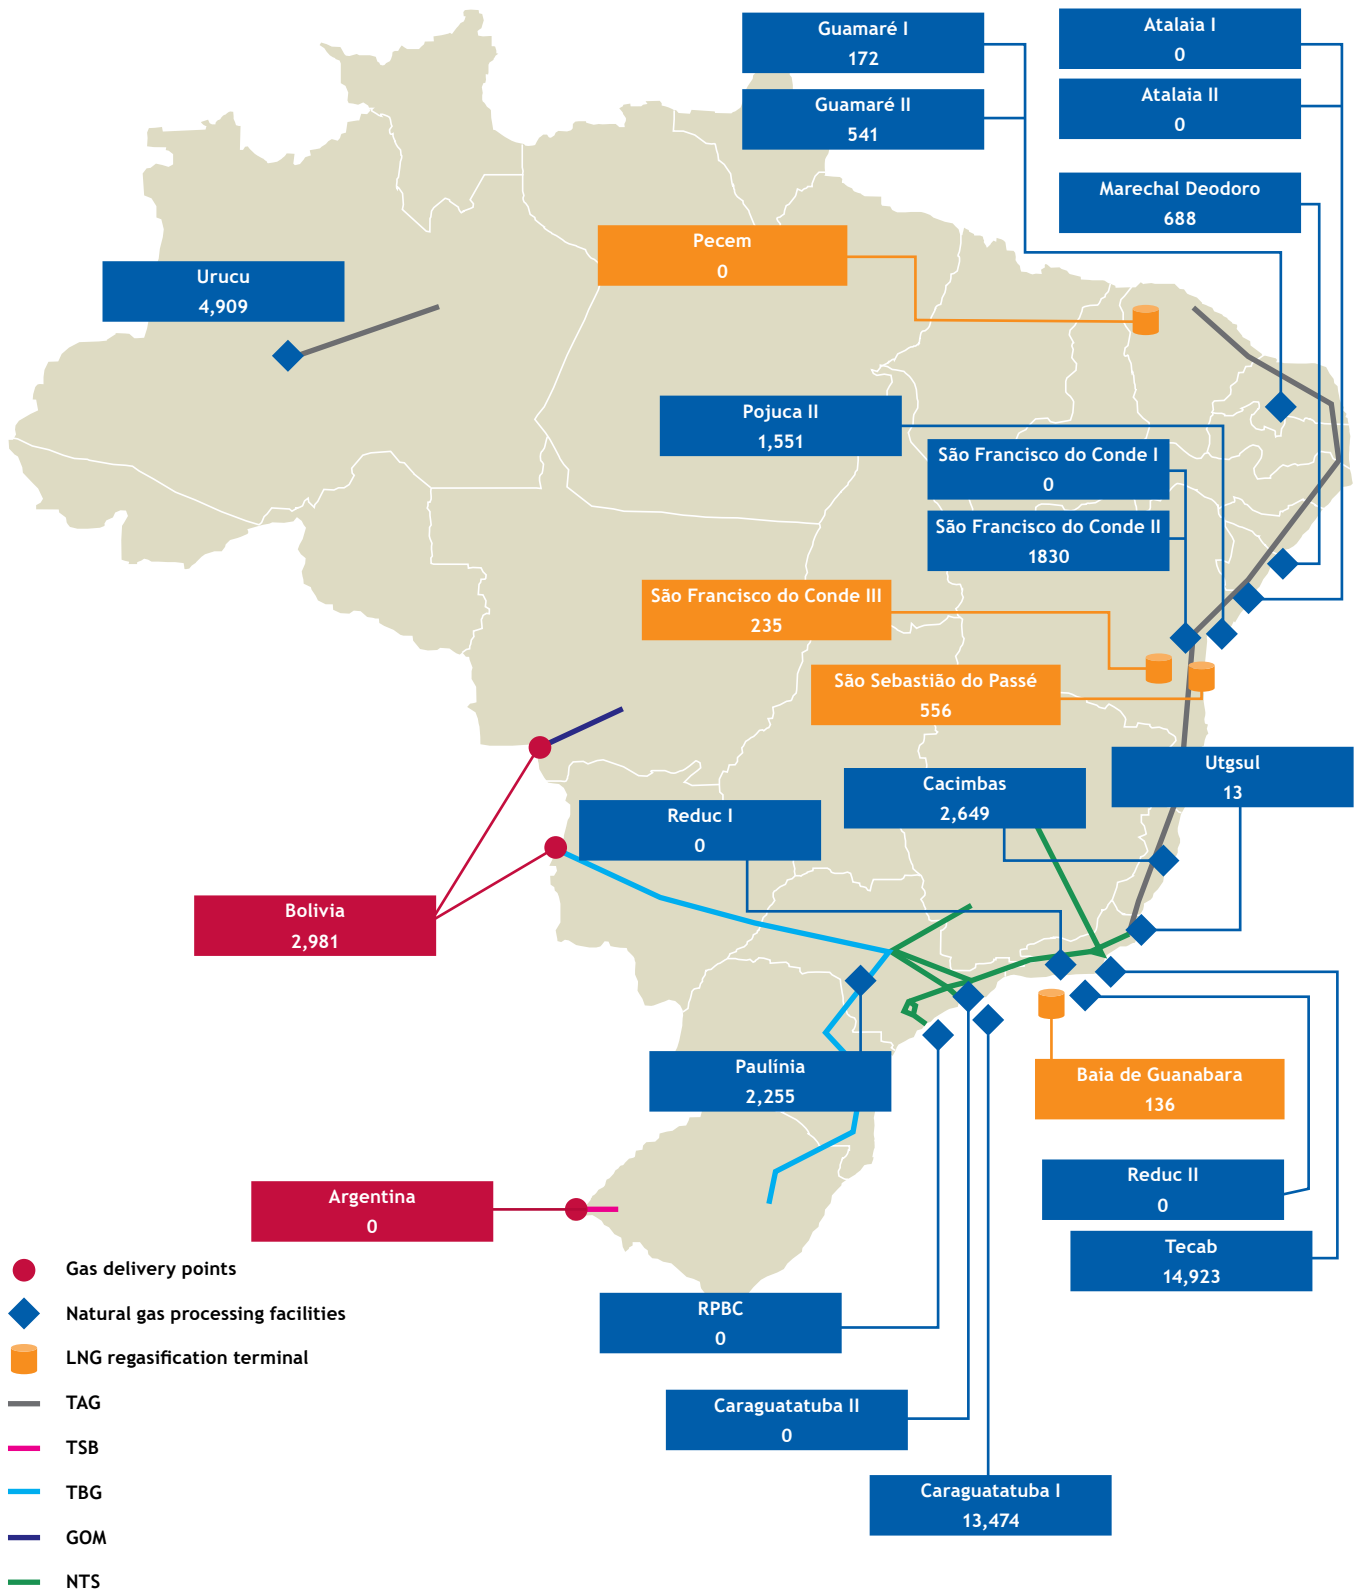 Guamaré I
172
Guamaré II
541
Atalaia I
0
Atalaia II
0
Marechal Deodoro
688
Pecem
0
Urucu
4,909
Pojuca II
1,551
São Francisco do Conde I
0
São Francisco do Conde II
1830
São Francisco do Conde III
235
São Sebastião do Passé
556
Utgsul
13
Cacimbas
2,649
Reduc I
0
Bolivia
2,981
Paulínia
2,255
Baia de Guanabara
136
Reduc II
0
Argentina
0
Tecab
14,923
RPBC
0
Caraguatatuba II
0
Caraguatatuba I
13,474
Gas delivery points
Natural gas processing facilities
LNG regasification terminal
TAG
TSB
TBG
GOM
NTS